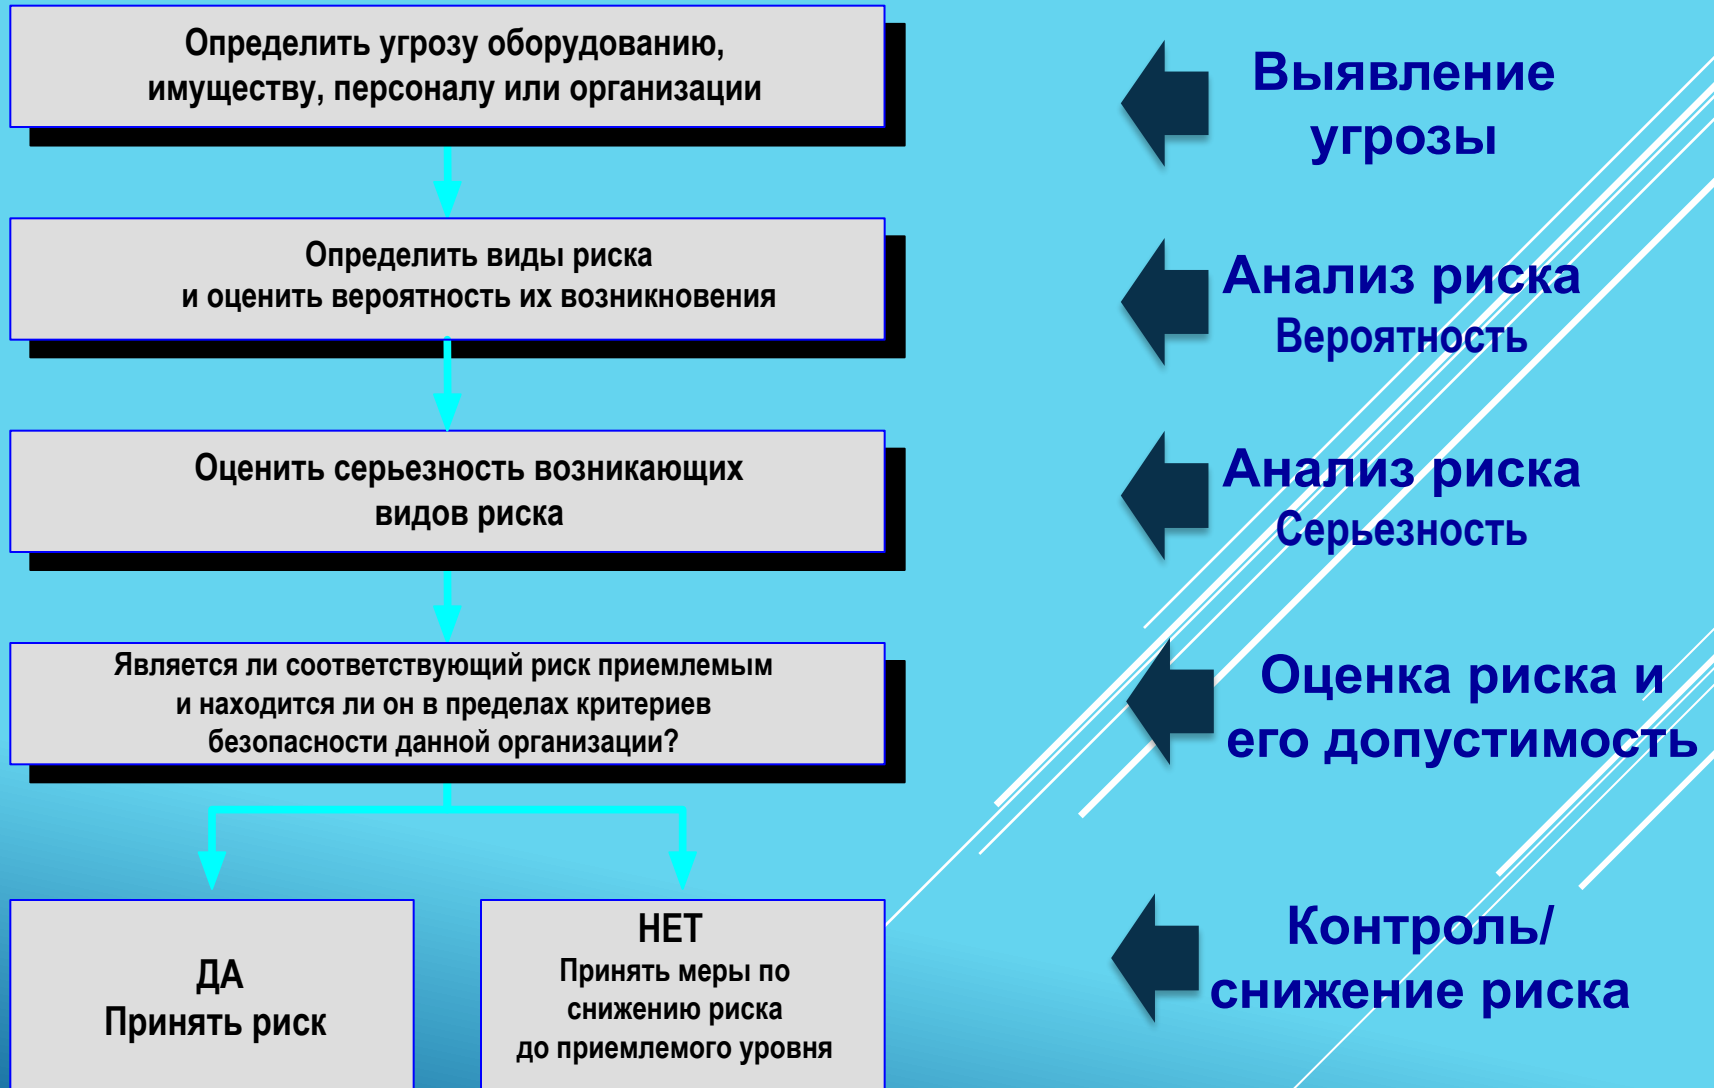 Определить угрозу оборудованию,
имуществу, персоналу или организации
Выявление
угрозы
Определить виды риска
и оценить вероятность их возникновения
Анализ риска
Вероятность
Оценить серьезность возникающих
видов риска
Анализ риска
Серьезность
Является ли соответствующий риск приемлемым
и находится ли он в пределах критериев
безопасности данной организации?
Оценка риска и
его допустимость
ДА
Принять риск
НЕТ
Принять меры по
снижению риска
до приемлемого уровня
Контроль/
снижение риска